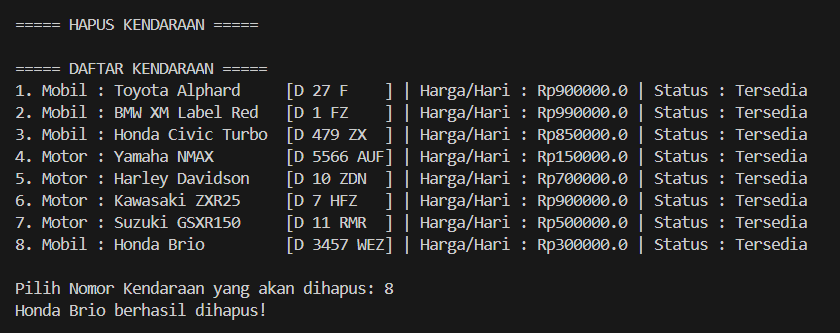 ===== HAPUS KENDARAAN =====
===== DAFTAR KENDARAAN =====
1. Mobil : Toyota Alphard     [D 27 F    ] | Harga/Hari : Rp900000.0 | Status : Tersedia
2. Mobil : BMW XM Label Red   [D 1 FZ    ] | Harga/Hari : Rp990000.0 | Status : Tersedia
3. Mobil : Honda Civic Turbo  [D 479 ZX  ] | Harga/Hari : Rp850000.0 | Status : Tersedia
4. Motor : Yamaha NMAX        [D 5566 AUF] | Harga/Hari : Rp150000.0 | Status : Tersedia
5. Motor : Harley Davidson    [D 10 ZDN  ] | Harga/Hari : Rp700000.0 | Status : Tersedia
6. Motor : Kawasaki ZXR25     [D 7 HFZ   ] | Harga/Hari : Rp900000.0 | Status : Tersedia
7. Motor : Suzuki GSXR150     [D 11 RMR  ] | Harga/Hari : Rp500000.0 | Status : Tersedia
8. Mobil : Honda Brio         [D 3457 WEZ] | Harga/Hari : Rp300000.0 | Status : Tersedia
Pilih Nomor Kendaraan yang akan dihapus: 8
Honda Brio berhasil dihapus!